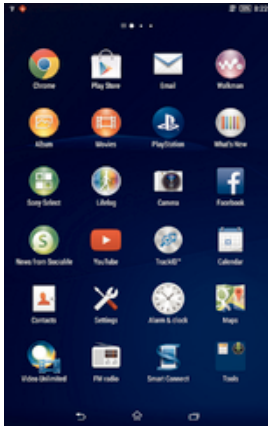 8:22
Chrome Play Store Email Walkman
Album Movies PlayStation What's New
Sony Select Lifelog Camera Facebook
News from Socialife YouTube TrackID™ Calendar
Contacts Settings Alarm & clock Maps
Video Unlimited FM radio Smart Connect Tools